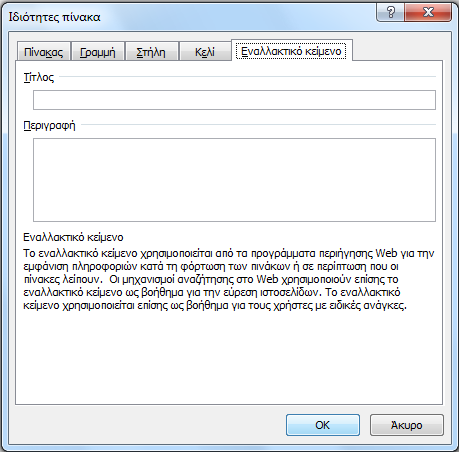 Ιδιότητες πίνακα
Πίνακας Γραμμή Στήλη Κελί Εναλλακτικό κείμενο
Τίτλος
Περιγραφή
Εναλλακτικό κείμενο
Το εναλλακτικό κείμενο χρησιμοποιείται από τα προγράμματα περιήγησης Web για την
εμφάνιση πληροφοριών κατά τη φόρτωση των πινάκων ή σε περίπτωση που οι
πίνακες λείπουν. Οι μηχανισμοί αναζήτησης στο Web χρησιμοποιούν επίσης το
εναλλακτικό κείμενο ως βοήθημα για την εύρεση ιστοσελίδων. Το εναλλακτικό
κείμενο χρησιμοποιείται επίσης ως βοήθημα για τους χρήστες με ειδικές ανάγκες.
OK Άκυρο